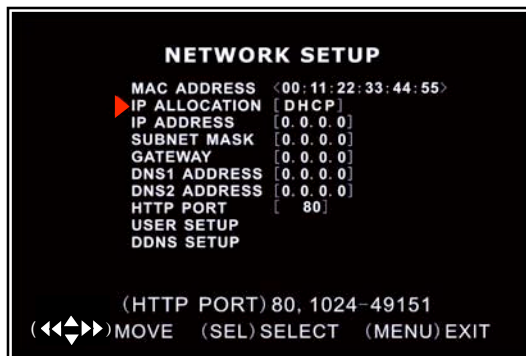 NETWORK SETUP
MAC ADDRESS <00:11:22:33:44:55>
IP ALLOCATION [DHCP]
IP ADDRESS [0.0.0.0]
SUBNET MASK [0.0.0.0]
GATEWAY [0.0.0.0]
DNS1 ADDRESS [0.0.0.0]
DNS2 ADDRESS [0.0.0.0]
HTTP PORT [ 80]
USER SETUP
DDNS SETUP
(HTTP PORT) 80, 1024-49151
()MOVE (SEL) SELECT (MENU) EXIT